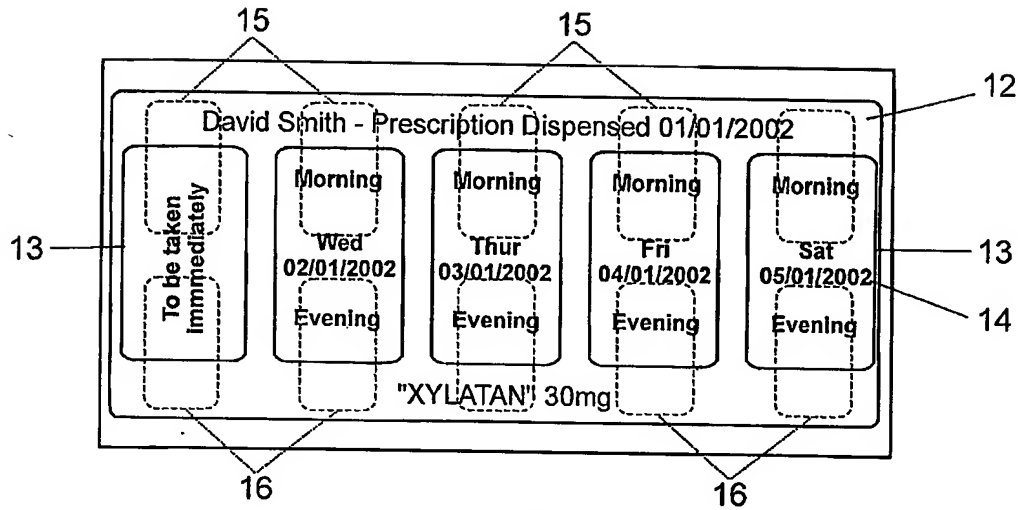 15 15
12
David Smith - Prescription Dispensed 01/01/2002
13
To be taken
immmediately
Morning
Wed
02/01/2002
Evening
Morning
Thur
03/01/2002
Evening
Morning
Fri
04/01/2002
Evening
Morning
Sat
05/01/2002
Evening
13
14
"XYLATAN" 30mg
16 16